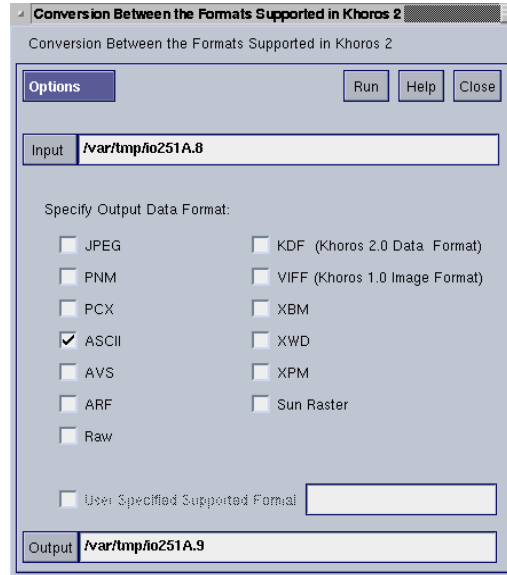 Conversion Between the Formats Supported in Khoros 2
Conversion Between the Formats Supported in Khoros 2
Options Run Help Close
Input /var/tmp/io251A.8
Specify Output Data Format:
JPEG KDF (Khoros 2.0 Data Format)
PNM VIFF (Khoros 1.0 Image Format)
PCX XBM
ASCII XWD
AVS XPM
ARF Sun Raster
Raw
User Specified Supported Format
Output /var/tmp/io251A.9